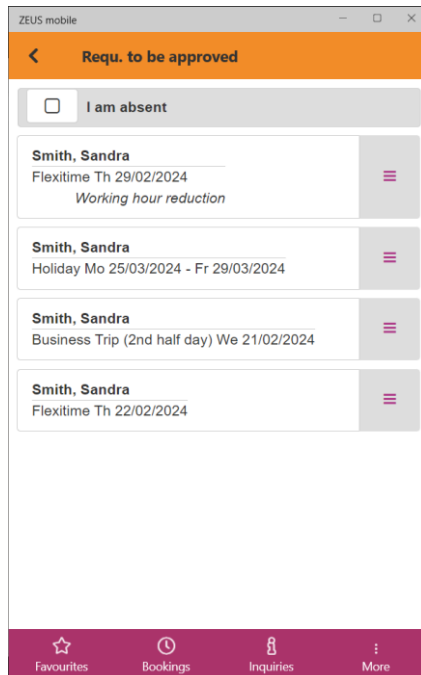 ZEUS mobile
Requ. to be approved
I am absent
Smith, Sandra
Flexitime Th 29/02/2024
Working hour reduction
Smith, Sandra
Holiday Mo 25/03/2024 - Fr 29/03/2024
Smith, Sandra
Business Trip (2nd half day) We 21/02/2024
Smith, Sandra
Flexitime Th 22/02/2024
Favourites Bookings Inquiries More